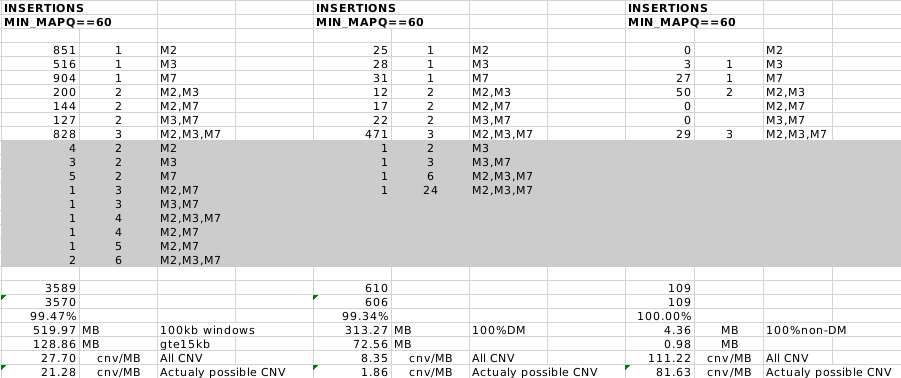 INSERTIONS INSERTIONS INSERTIONS
MIN_MAPQ==60 MIN_MAPQ==60 MIN_MAPQ==60
851 1 M2 25 1 M2 0 M2
516 1 M3 28 1 M3 3 1 M3
904 1 M7 31 1 M7 27 1 M7
200 2 M2,M3 12 2 M2,M3 50 2 M2,M3
144 2 M2,M7 17 2 M2,M7 0 M2,M7
127 2 M3,M7 22 2 M3,M7 0 M3,M7
828 3 M2,M3,M7 471 3 M2,M3,M7 29 3 M2,M3,M7
4 2 M2 1 2 M3
3 2 M3 1 3 M3,M7
5 2 M7 1 6 M2,M3,M7
1 3 M2,M7 1 24 M2,M3,M7
1 3 M3,M7
1 4 M2,M3,M7
1 4 M2,M7
1 5 M2,M7
2 6 M2,M3,M7
3589 610 109
3570 606 109
99.47% 99.34% 100.00%
519.97 MB 100kb windows 313.27 MB 100%DM 4.36 MB 100%non-DM
128.86 MB gte15kb 72.56 MB 0.98 MB
27.70 cnv/MB All CNV 8.35 cnv/MB All CNV 111.22 cnv/MB All CNV
21.28 cnv/MB Actualy possible CNV 1.86 cnv/MB Actualy possible CNV 81.63 cnv/MB Actualy possible CNV